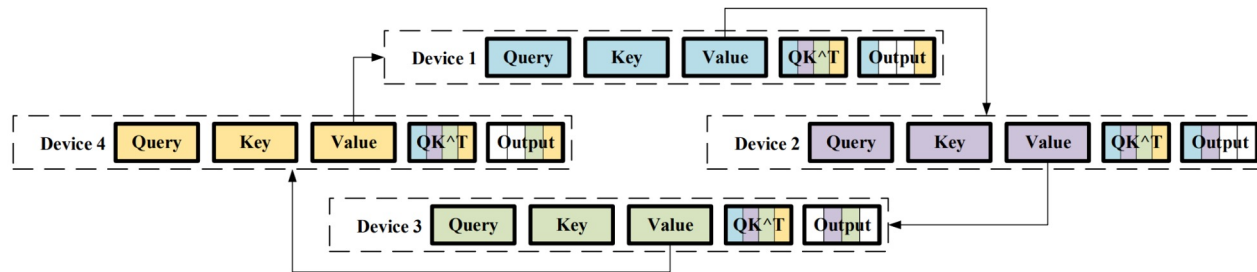 Device 1 Query Key Value QK^T Output
Device 4 Query Key Value QK^T Output
Device 2 Query Key Value QK^T Output
Device 3 Query Key Value QK^T Output